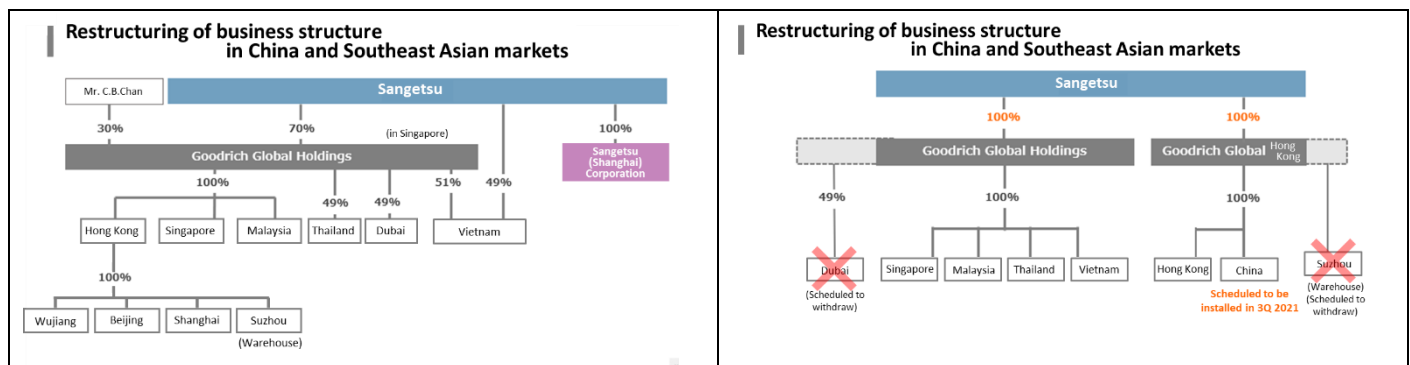 Restructuring of business structure
in China and Southeast Asian markets
Mr. C.B.Chan
Sangetsu
30%
70%
(in Singapore)
100%
Goodrich Global Holdings
Sangetsu
(Shanghai)
Corporation
100%
49%
49%
51%
49%
Hong Kong
Singapore
Malaysia
Thailand
Dubai
Vietnam
100%
Wujiang
Beijing
Shanghai
Suzhou
(Warehouse)
Restructuring of business structure
in China and Southeast Asian markets
Sangetsu
100%
100%
Goodrich Global Holdings
Goodrich Global Hong
Kong
49%
100%
100%
Dubai
(Scheduled to
withdraw)
Singapore
Malaysia
Thailand
Vietnam
Hong Kong
China
Scheduled to be
installed in 3Q 2021
Suzhou
(Warehouse)
(Scheduled to
withdraw)